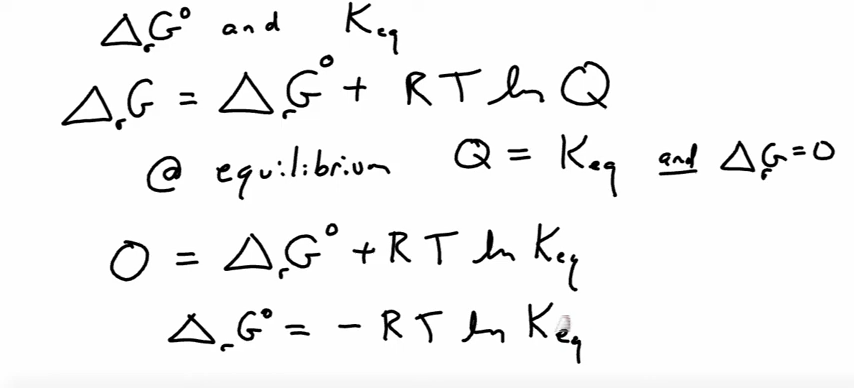 ΔᵣG° and Keq
ΔᵣG = ΔᵣG° + RT ln Q
@ equilibrium Q = Keq and ΔᵣG = 0
0 = ΔᵣG° + RT ln Keq
ΔᵣG° = - RT ln Keq